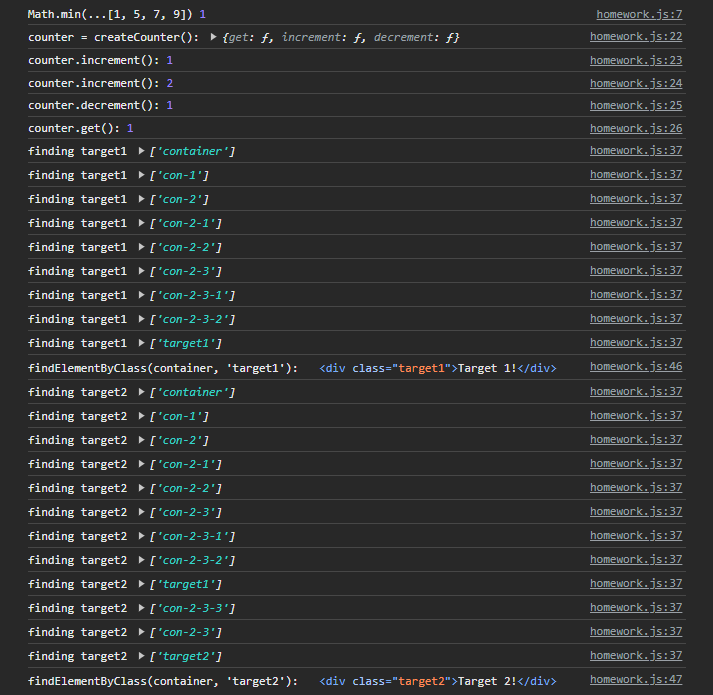 Math.min(...[1, 5, 7, 9]) 1 homework.js:7
counter = createCounter(): ▶ {get: ƒ, increment: ƒ, decrement: ƒ} homework.js:22
counter.increment(): 1 homework.js:23
counter.increment(): 2 homework.js:24
counter.decrement(): 1 homework.js:25
counter.get(): 1 homework.js:26
finding target1 ▶ ['container'] homework.js:37
finding target1 ▶ ['con-1'] homework.js:37
finding target1 ▶ ['con-2'] homework.js:37
finding target1 ▶ ['con-2-1'] homework.js:37
finding target1 ▶ ['con-2-2'] homework.js:37
finding target1 ▶ ['con-2-3'] homework.js:37
finding target1 ▶ ['con-2-3-1'] homework.js:37
finding target1 ▶ ['con-2-3-2'] homework.js:37
finding target1 ▶ ['target1'] homework.js:37
findElementByClass(container, 'target1'): <div class="target1">Target 1!</div> homework.js:46
finding target2 ▶ ['container'] homework.js:37
finding target2 ▶ ['con-1'] homework.js:37
finding target2 ▶ ['con-2'] homework.js:37
finding target2 ▶ ['con-2-1'] homework.js:37
finding target2 ▶ ['con-2-2'] homework.js:37
finding target2 ▶ ['con-2-3'] homework.js:37
finding target2 ▶ ['con-2-3-1'] homework.js:37
finding target2 ▶ ['con-2-3-2'] homework.js:37
finding target2 ▶ ['target1'] homework.js:37
finding target2 ▶ ['con-2-3-3'] homework.js:37
finding target2 ▶ ['con-2-3'] homework.js:37
finding target2 ▶ ['target2'] homework.js:37
findElementByClass(container, 'target2'): <div class="target2">Target 2!</div> homework.js:47